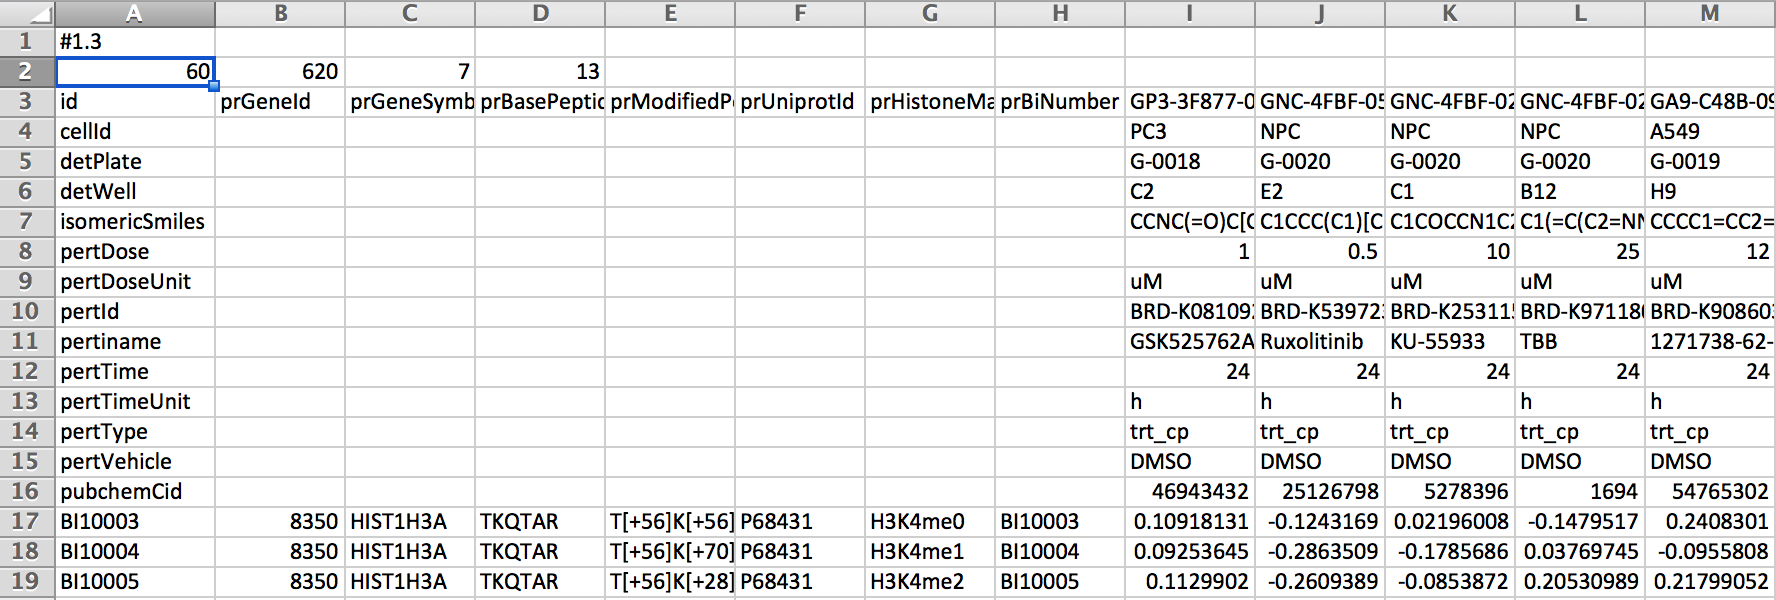 A B C D E F G H I J K L M
1 #1.3
2 60 620 7 13
3 id prGeneId prGeneSymb prBasePeptid prModifiedP prUniprotId prHistoneMa prBiNumber GP3-3F877-0 GNC-4FBF-05 GNC-4FBF-02 GNC-4FBF-02 GA9-C48B-09
4 cellId PC3 NPC NPC NPC A549
5 detPlate G-0018 G-0020 G-0020 G-0020 G-0019
6 detWell C2 E2 C1 B12 H9
7 isomericSmiles CCNC(=O)C[C C1CCC(C1)[C C1COCCN1C2 C1(=C(C2=NN CCCC1=CC2=
8 pertDose 1 0.5 10 25 12
9 pertDoseUnit uM uM uM uM uM
10 pertId BRD-K08109 BRD-K53972 BRD-K25311 BRD-K97118 BRD-K90860
11 pertiname GSK525762A Ruxolitinib KU-55933 TBB 1271738-62-
12 pertTime 24 24 24 24 24
13 pertTimeUnit h h h h h
14 pertType trt_cp trt_cp trt_cp trt_cp trt_cp
15 pertVehicle DMSO DMSO DMSO DMSO DMSO
16 pubchemCid 46943432 25126798 5278396 1694 54765302
17 BI10003 8350 HIST1H3A TKQTAR T[+56]K[+56] P68431 H3K4me0 BI10003 0.10918131 -0.1243169 0.02196008 -0.1479517 0.2408301
18 BI10004 8350 HIST1H3A TKQTAR T[+56]K[+70] P68431 H3K4me1 BI10004 0.09253645 -0.2863509 -0.1785686 0.03769745 -0.0955808
19 BI10005 8350 HIST1H3A TKQTAR T[+56]K[+28] P68431 H3K4me2 BI10005 0.1129902 -0.2609389 -0.0853872 0.20530989 0.21799052